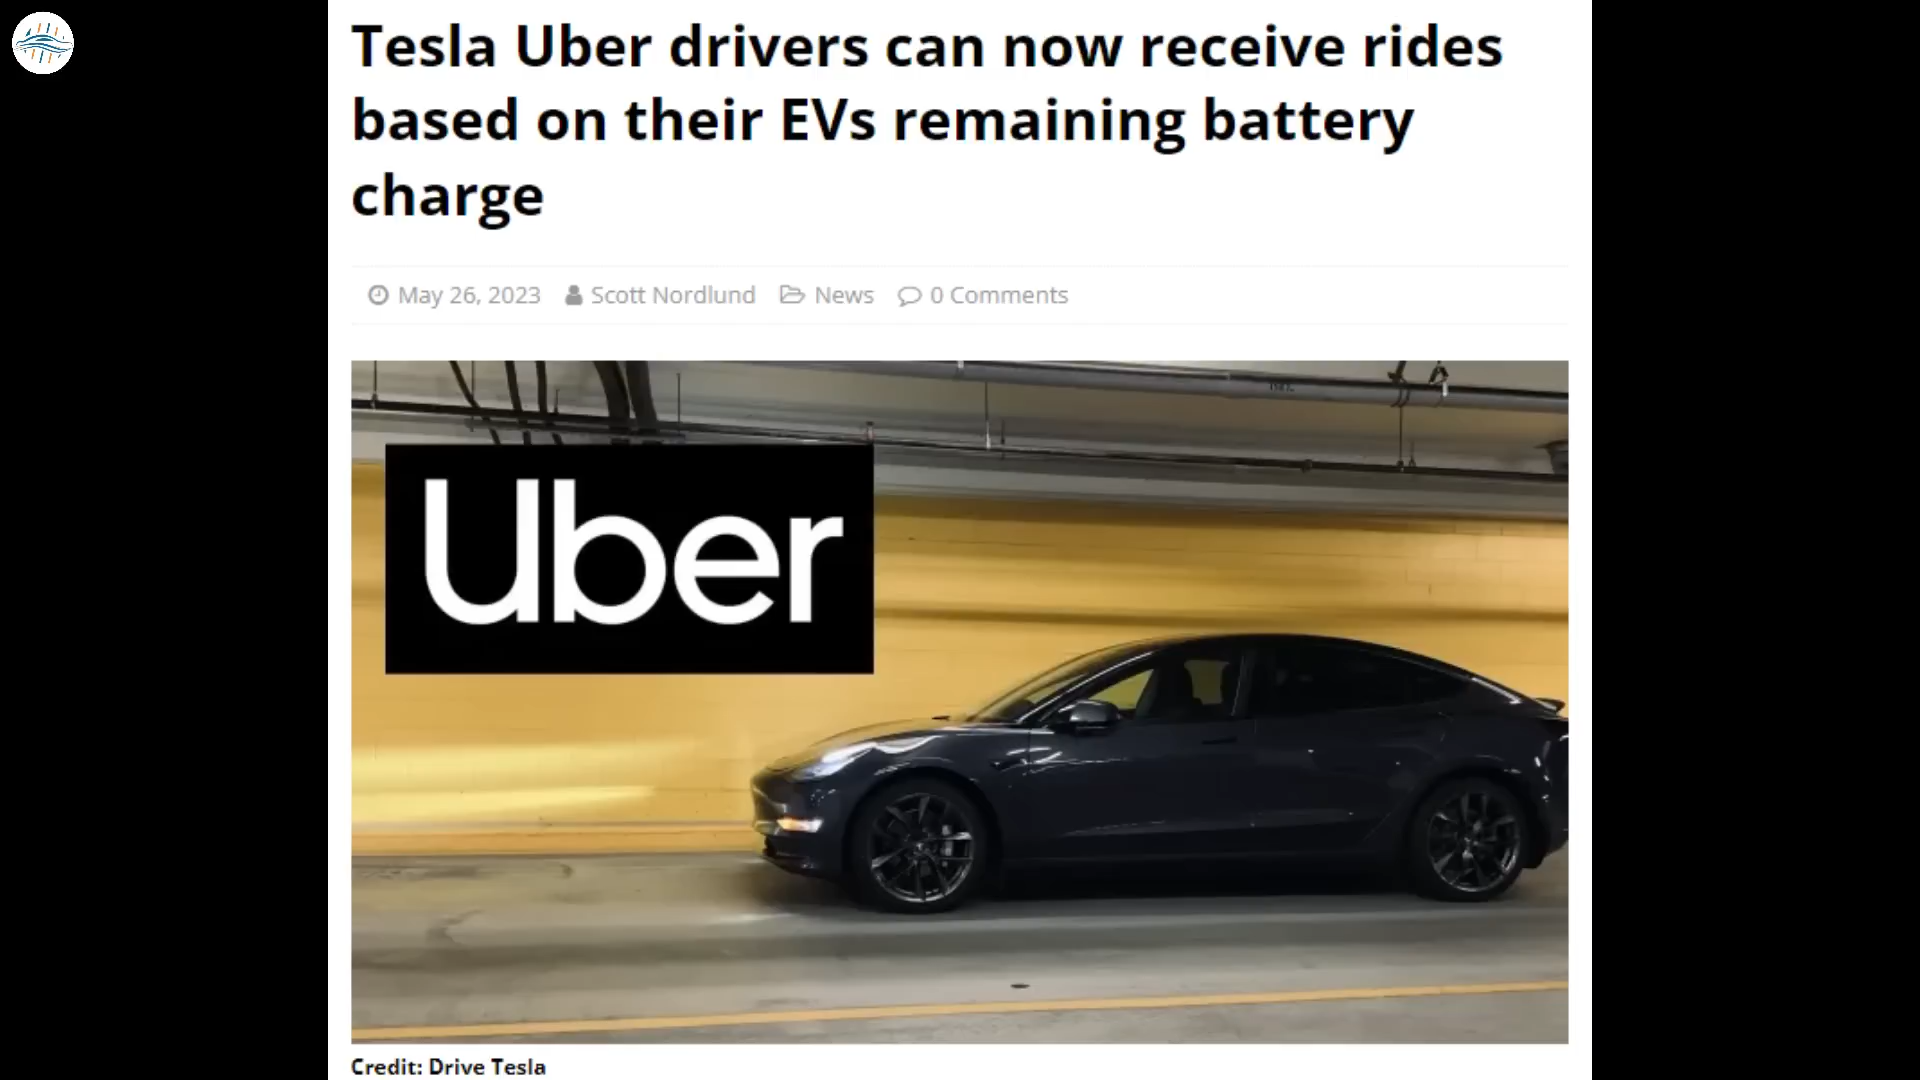 Tesla Uber drivers can now receive rides
based on their EVs remaining battery
charge
May 26, 2023 Scott Nordlund News 0 Comments
Uber
Credit: Drive Tesla